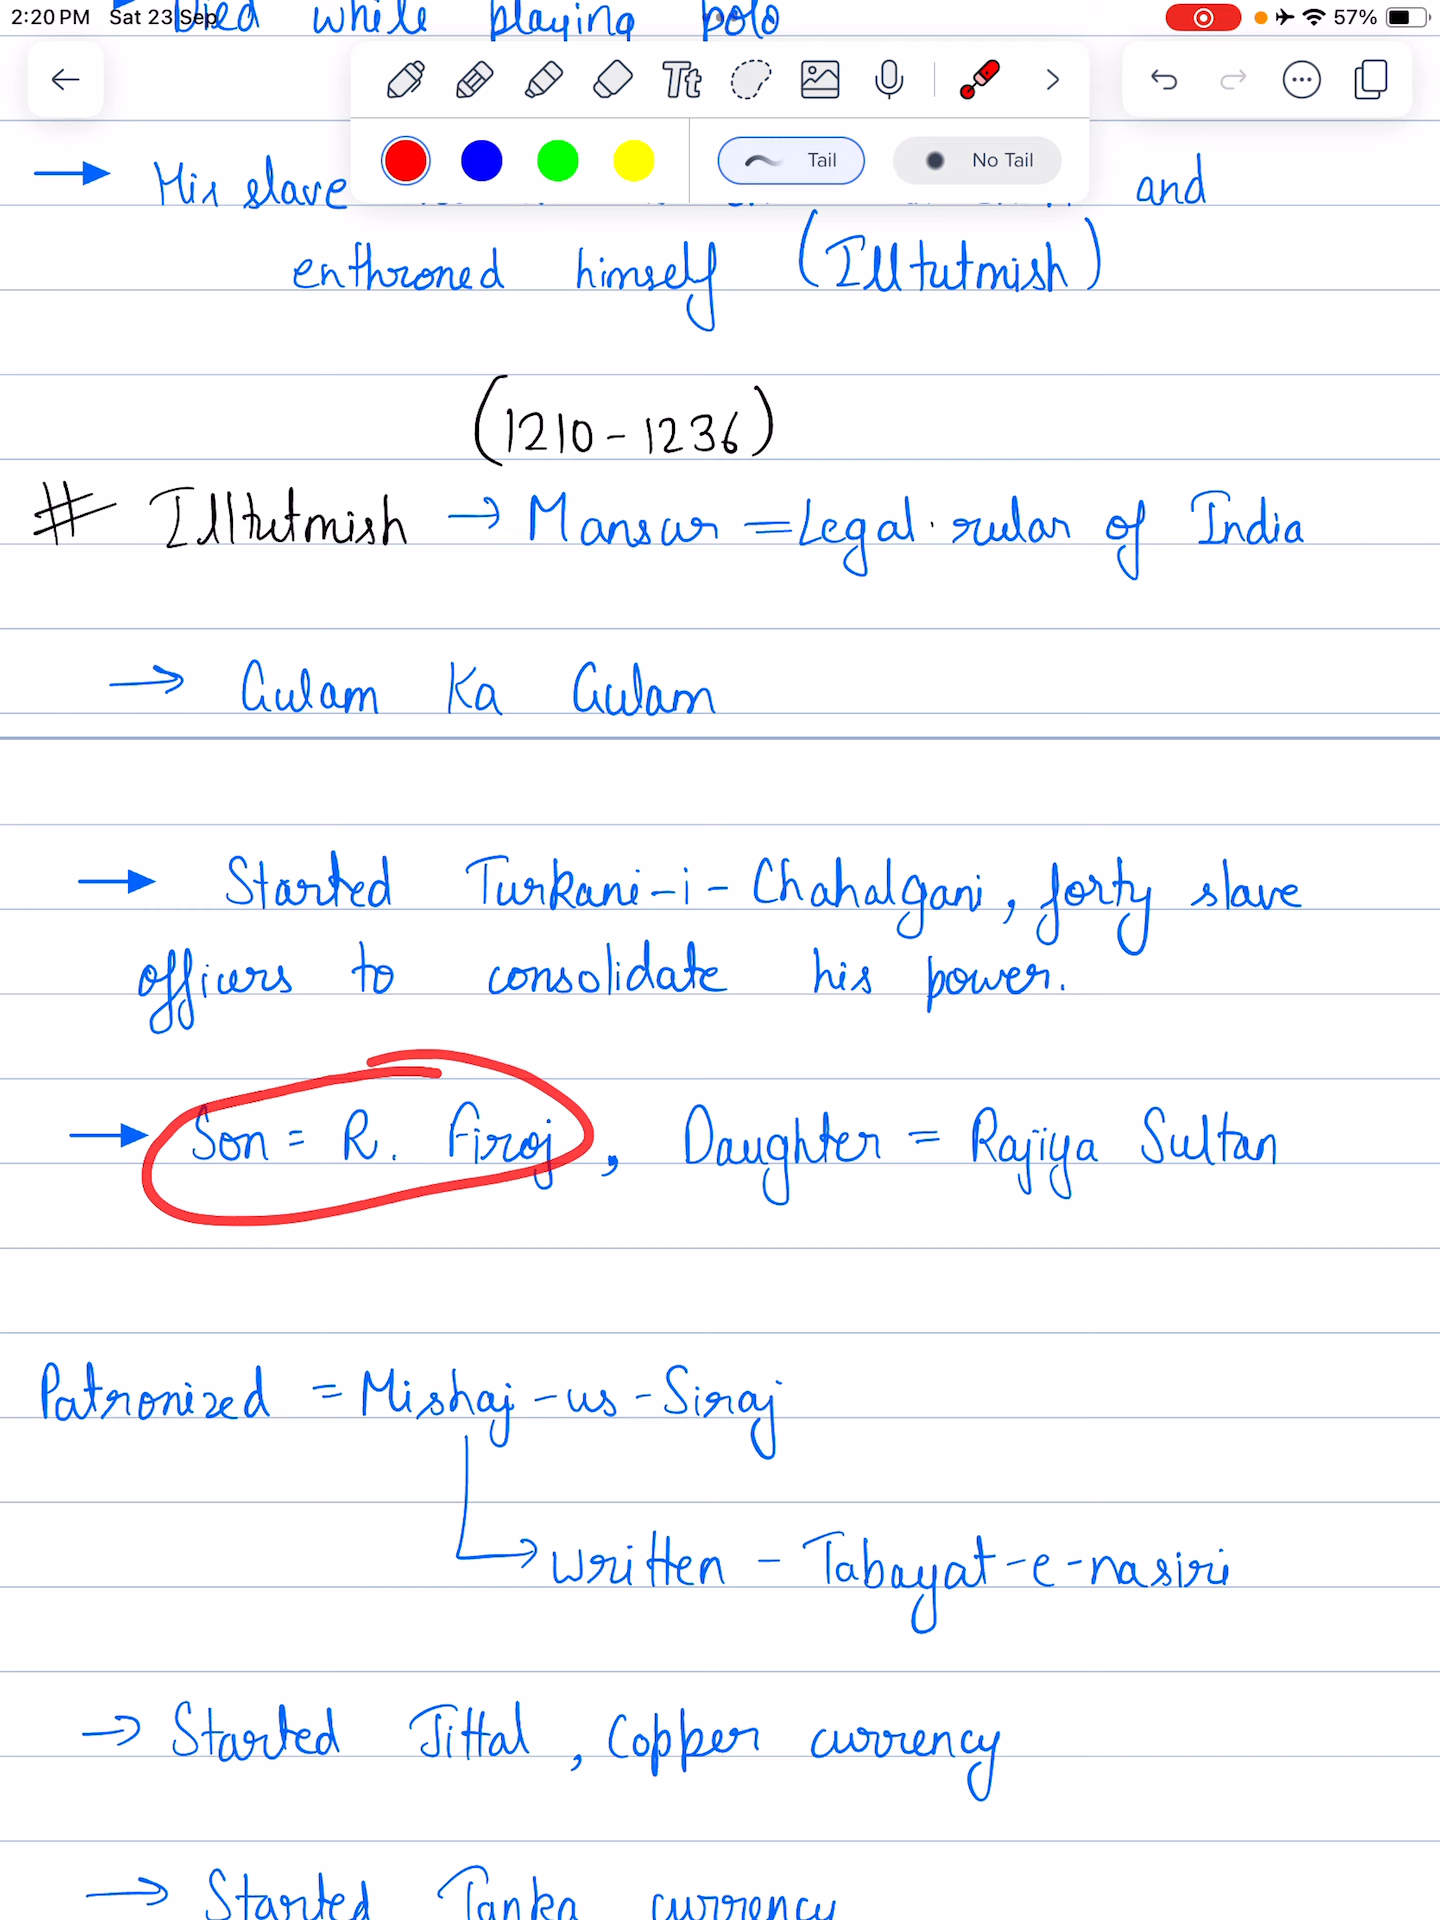 2:20 PM Sat 23 Sep 57%
Died while playing polo
Tt
Tail No Tail
His slave and
enthroned himself (Illtutmish)
(1210-1236)
# Illtutmish → Mansur = Legal. rular of India
→ Gulam Ka Gulam
→ Started Turkani-i-Chahalgani, forty slave
officers to consolidate his power.
→ Son = R. Firoj, Daughter = Rajiya Sultan
Patronized = Mishaj-us-Siraj
→ written - Tabayat-e-nasiri
→ Started Jittal, Copper currency
→ Started Tanka currency